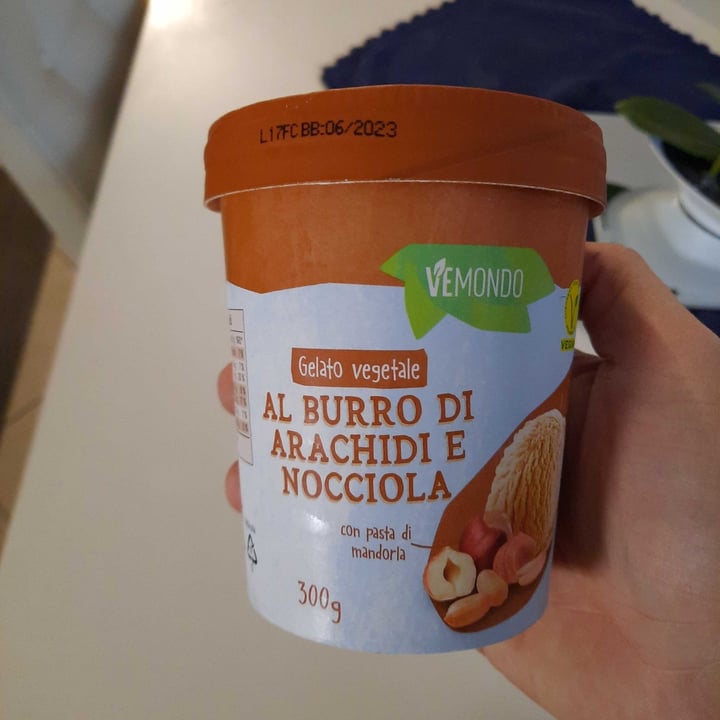 L17FC BB:06/2023
VEMONDO
Gelato vegetale
AL BURRO DI
ARACHIDI E
NOCCIOLA
con pasta di
mandorla
300g